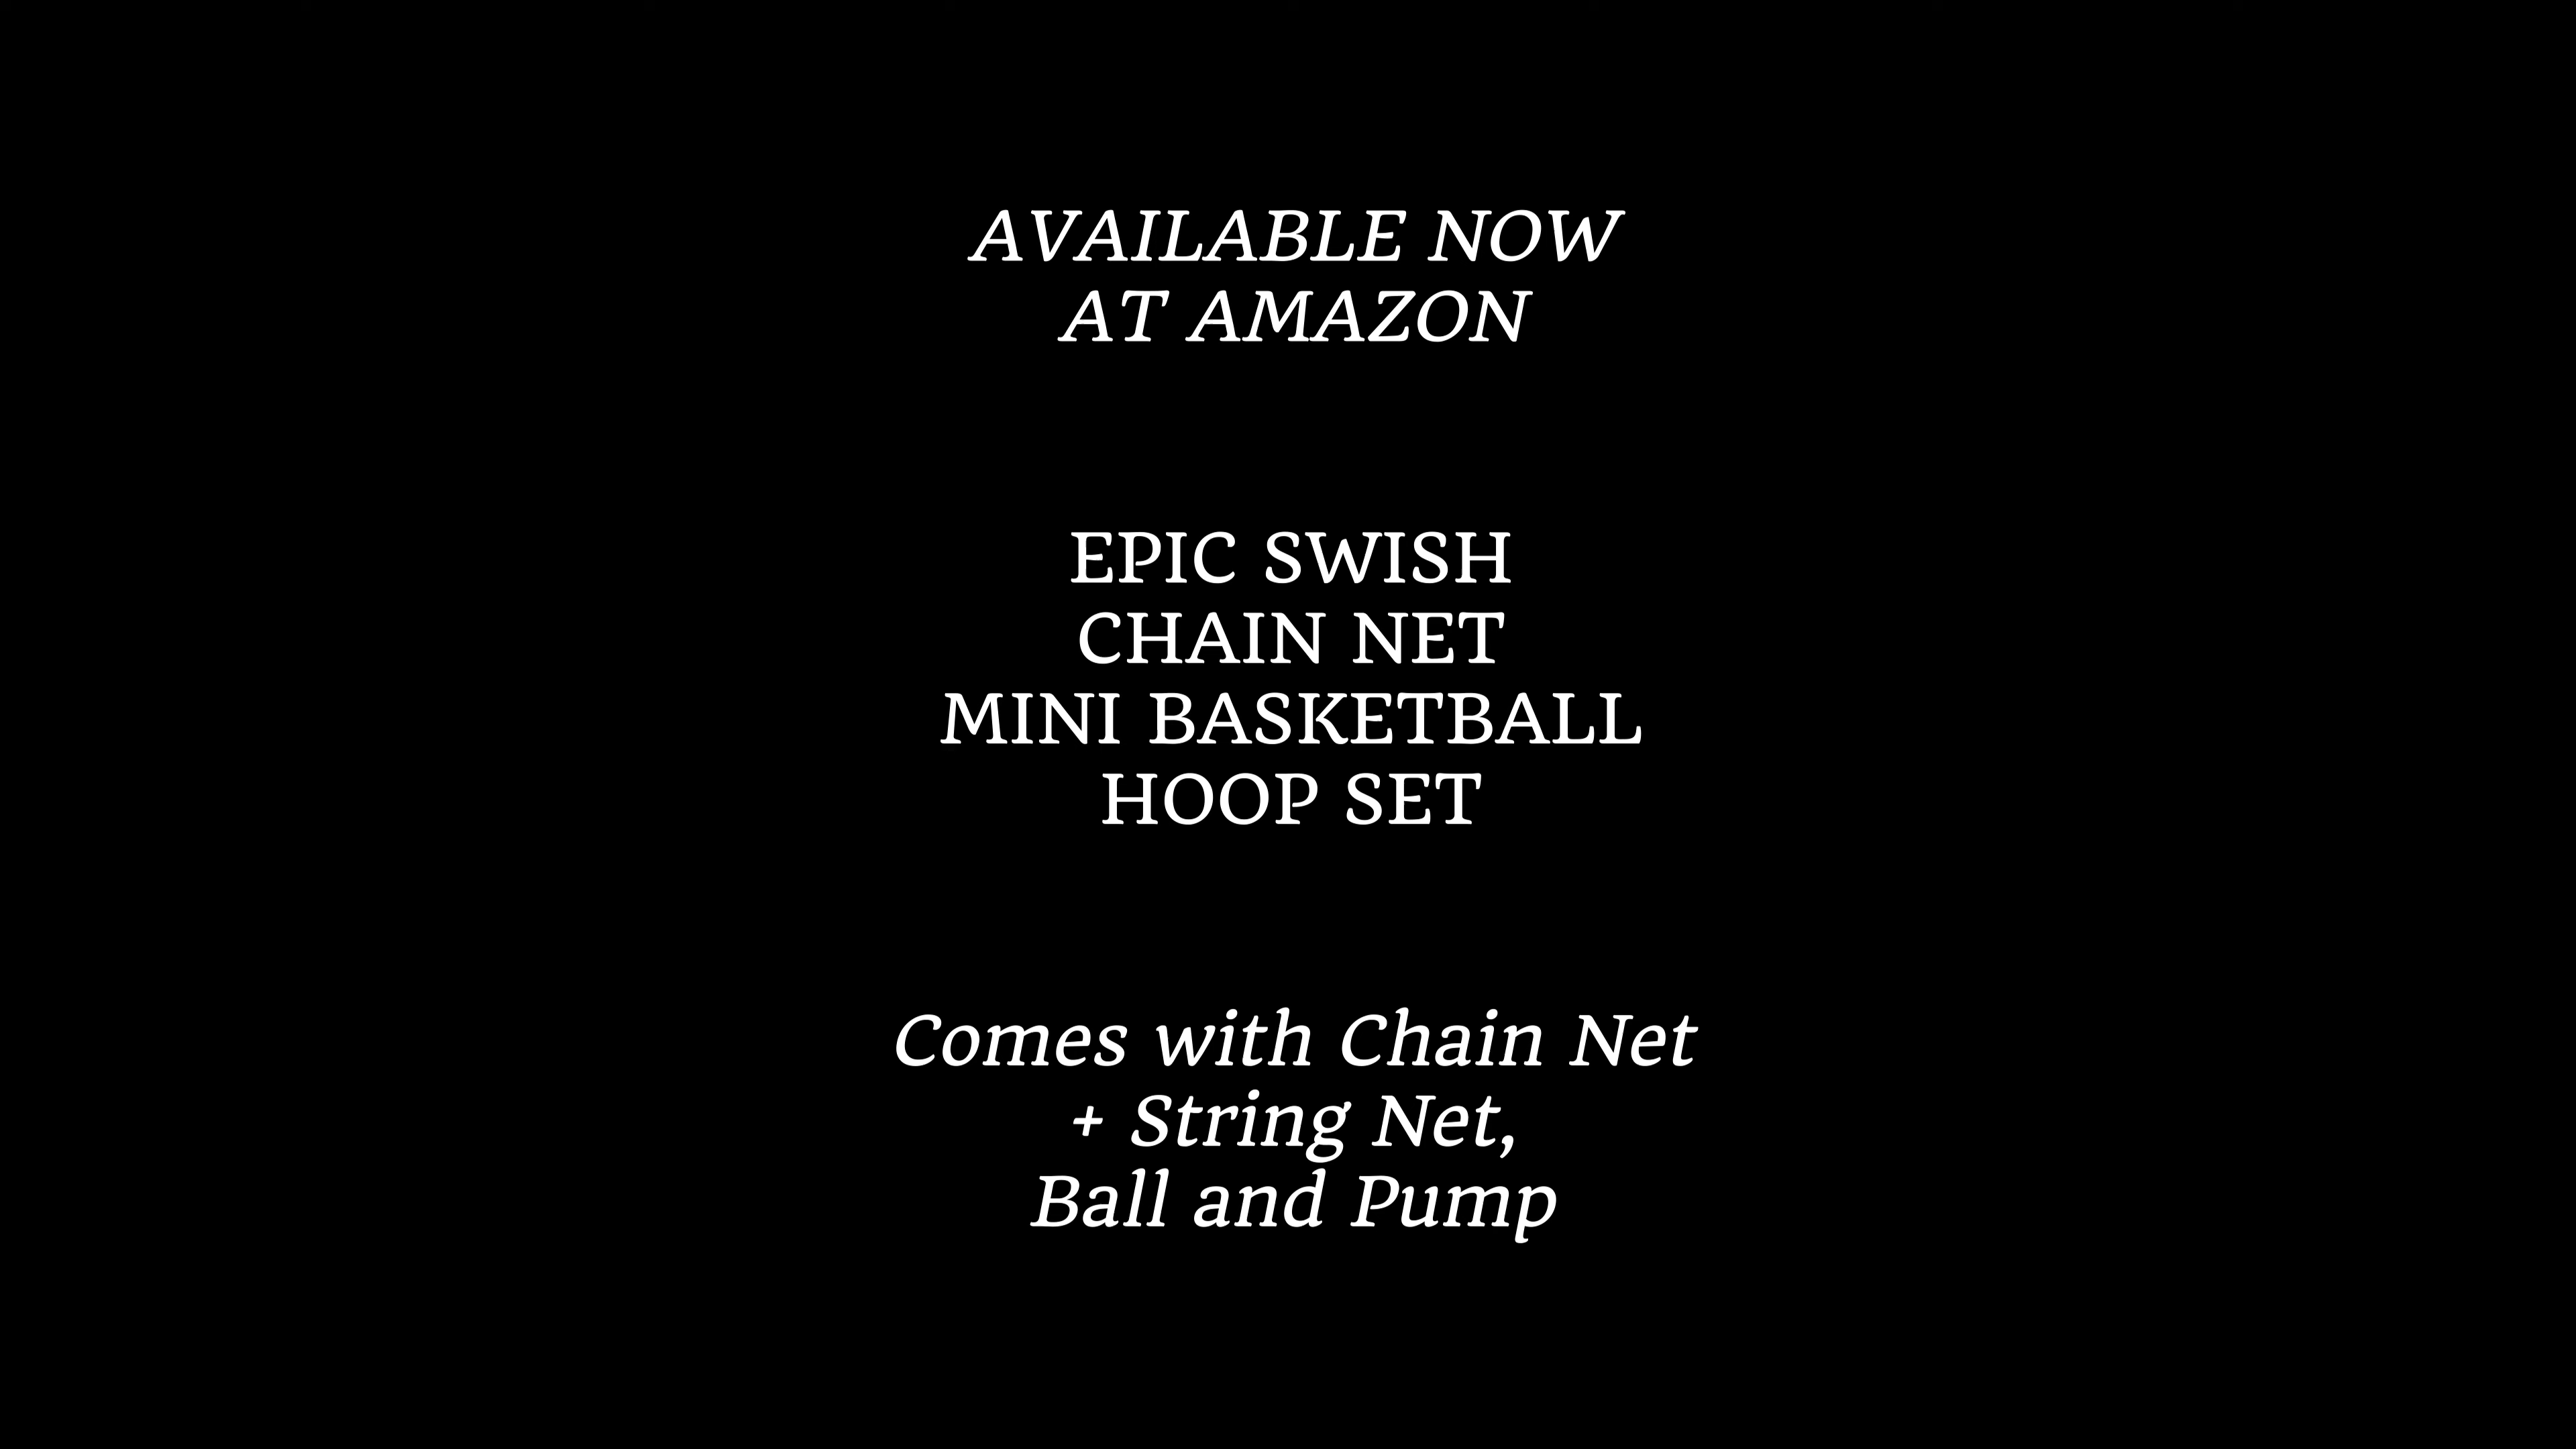 AVAILABLE NOW
AT AMAZON
EPIC SWISH
CHAIN NET
MINI BASKETBALL
HOOP SET
Comes with Chain Net
+ String Net,
Ball and Pump